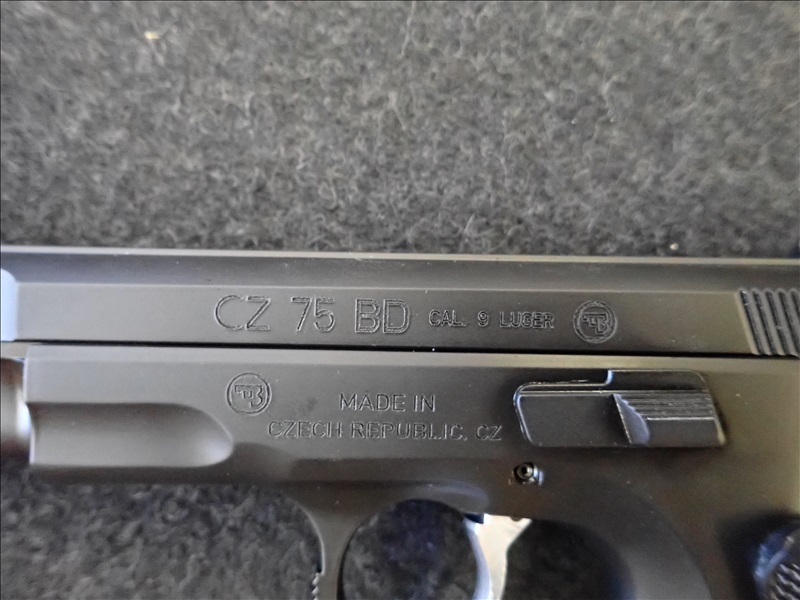 CZ 75 BD CAL. 9 LUGER
MADE IN
CZECH REPUBLIC, CZ